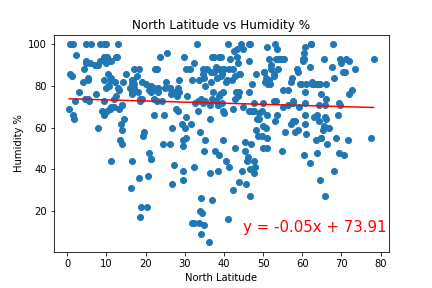 North Latitude vs Humidity %
100
80
60
40
20
Humidity %
y = -0.05x + 73.91
0 10 20 30 40 50 60 70 80
North Latitude